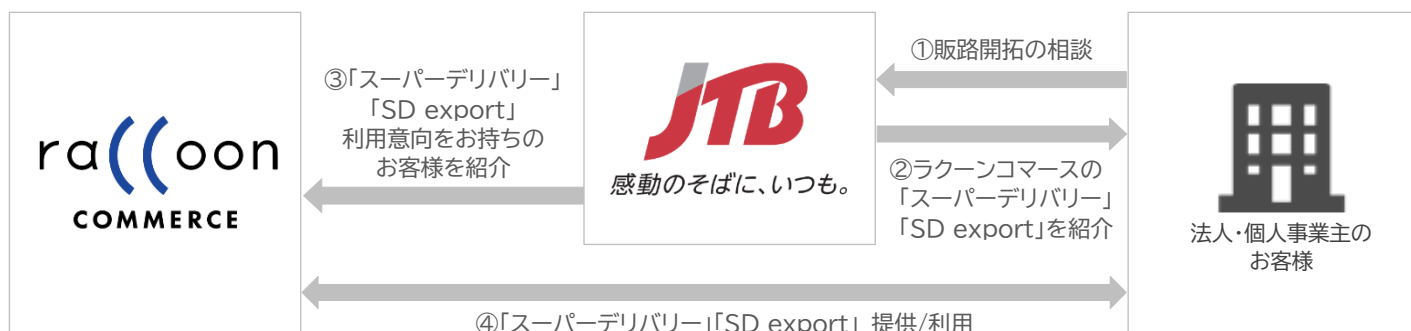 raccoon
COMMERCE
③「スーパーデリバリー」
「SD export」
利用意向をお持ちの
お客様を紹介
JTB
感動のそばに、いつも。
①販路開拓の相談
②ラクーンコマースの
「スーパーデリバリー」
「SD export」を紹介
法人・個人事業主の
お客様
④「スーパーデリバリー」「SD export」 提供/利用